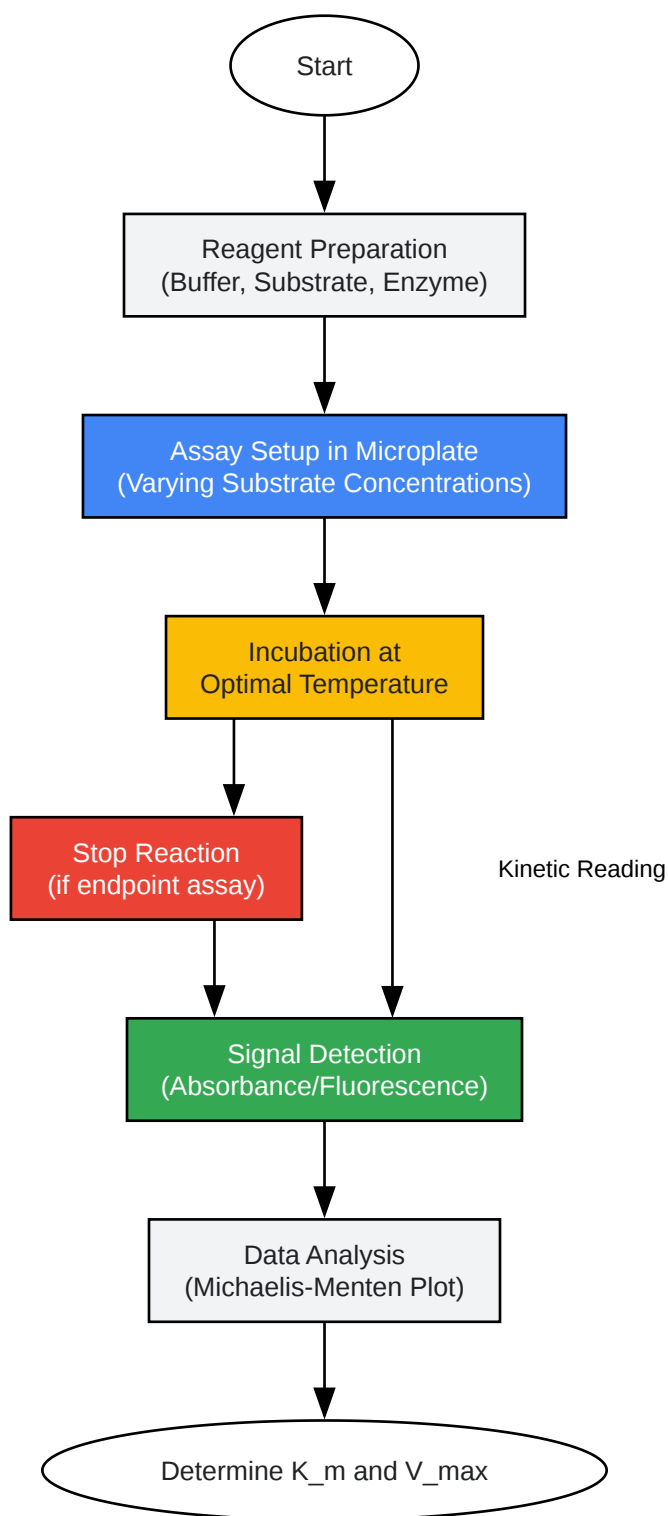 Start
Reagent Preparation
(Buffer, Substrate, Enzyme)
Assay Setup in Microplate
(Varying Substrate Concentrations)
Incubation at
Optimal Temperature
Stop Reaction
(if endpoint assay)
Kinetic Reading
Signal Detection
(Absorbance/Fluorescence)
Data Analysis
(Michaelis-Menten Plot)
Determine K_m and V_max